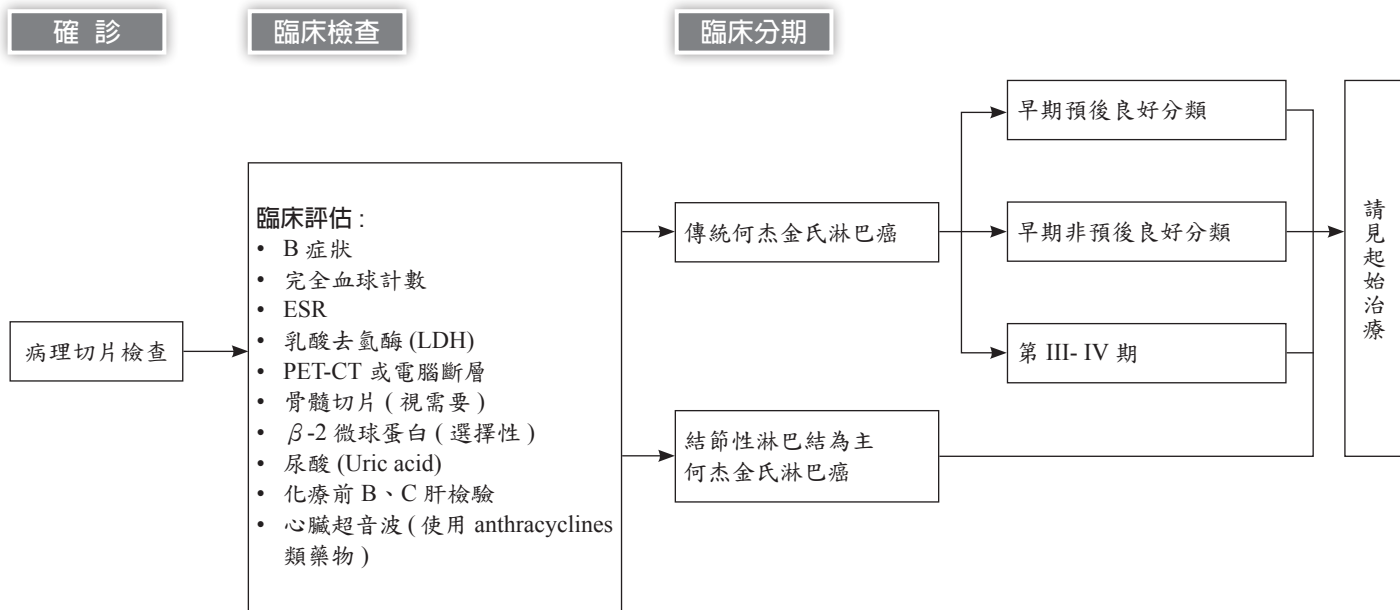 確 診
臨床檢查
臨床分期
病理切片檢查
臨床評估 :
• B 症狀
• 完全血球計數
• ESR
• 乳酸去氫酶 (LDH)
• PET-CT 或電腦斷層
• 骨髓切片 ( 視需要 )
• β-2 微球蛋白 ( 選擇性 )
• 尿酸 (Uric acid)
• 化療前 B、C 肝檢驗
• 心臟超音波 ( 使用 anthracyclines
類藥物 )
傳統何杰金氏淋巴癌
結節性淋巴結為主
何杰金氏淋巴癌
早期預後良好分類
早期非預後良好分類
第 III- IV 期
請見起始治療